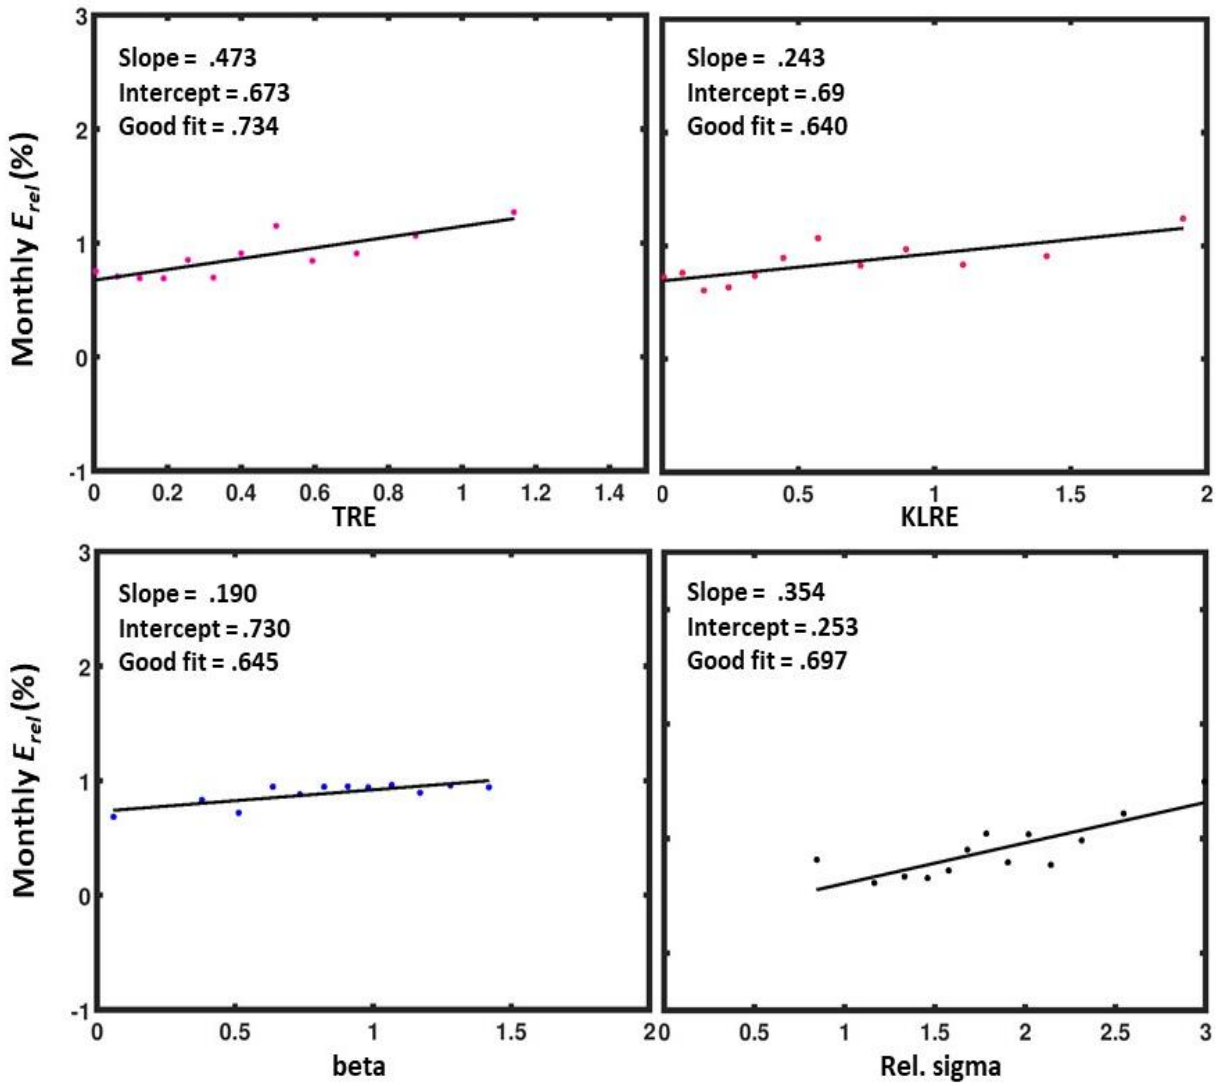 3
Slope = .473
Intercept = .673
Good fit = .734
2
1
0
-1
Monthly E_rel (%)
0 0.2 0.4 0.6 0.8 1 1.2 1.4
TRE
Slope = .243
Intercept = .69
Good fit = .640
0 0.5 1 1.5 2
KLRE
3
Slope = .190
Intercept = .730
Good fit = .645
2
1
0
-1
Monthly E_rel (%)
0 0.5 1 1.5 2
beta
Slope = .354
Intercept = .253
Good fit = .697
0 0.5 1 1.5 2 2.5 3
Rel. sigma